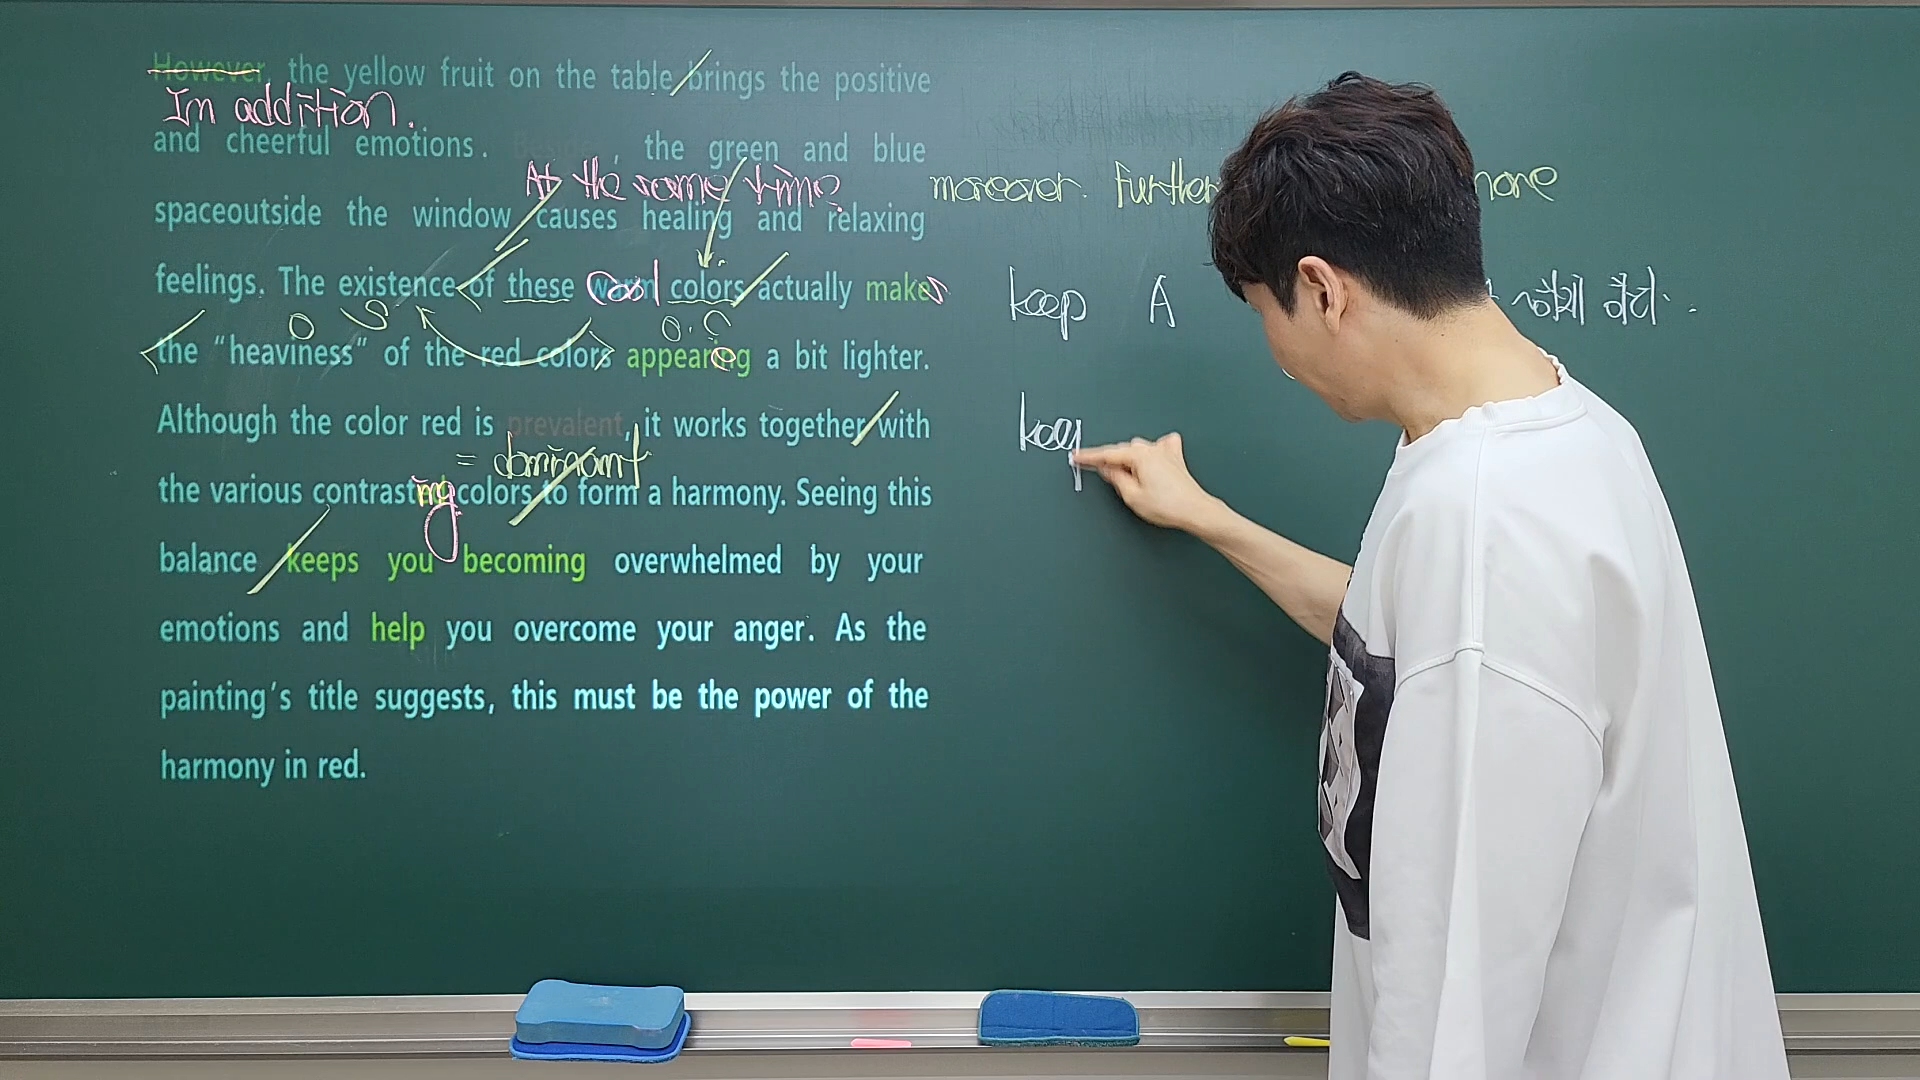 However, the yellow fruit on the table brings the positive
In addition.
and cheerful emotions. Beside , the green and blue
At the same time. moreover. Further more
spaceoutside the window causes healing and relaxing
feelings. The existence of these cool colors actually makes
keep A ~하게 하다.
O S O.C
the “heaviness” of the red colors appearing a bit lighter.
Although the color red is prevalent, it works together with
keep
= dominant
the various contrasting colors to form a harmony. Seeing this
balance keeps you becoming overwhelmed by your
emotions and help you overcome your anger. As the
painting’s title suggests, this must be the power of the
harmony in red.